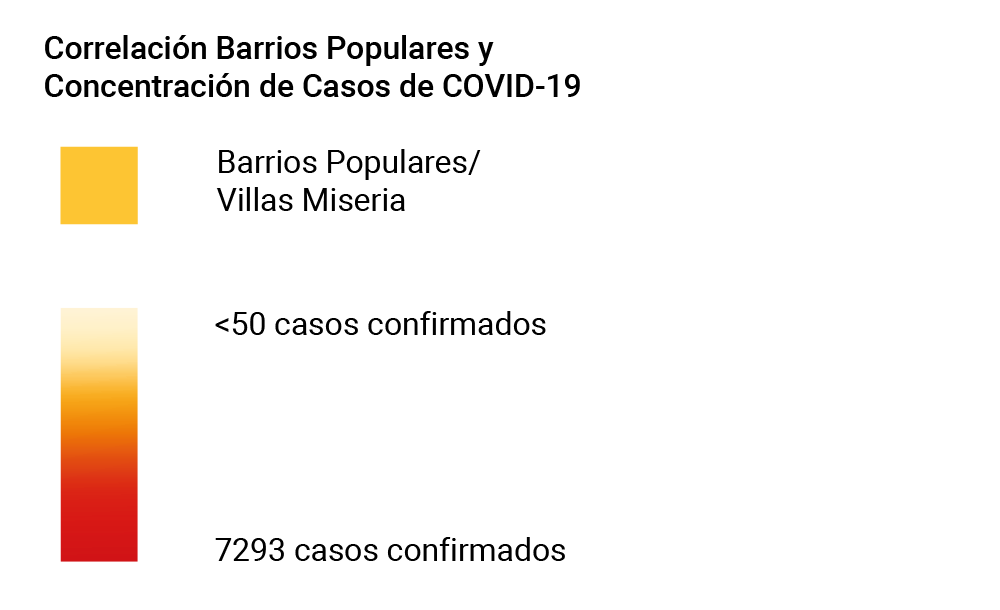 Correlación Barrios Populares y
Concentración de Casos de COVID-19
Barrios Populares/
Villas Miseria
<50 casos confirmados
7293 casos confirmados